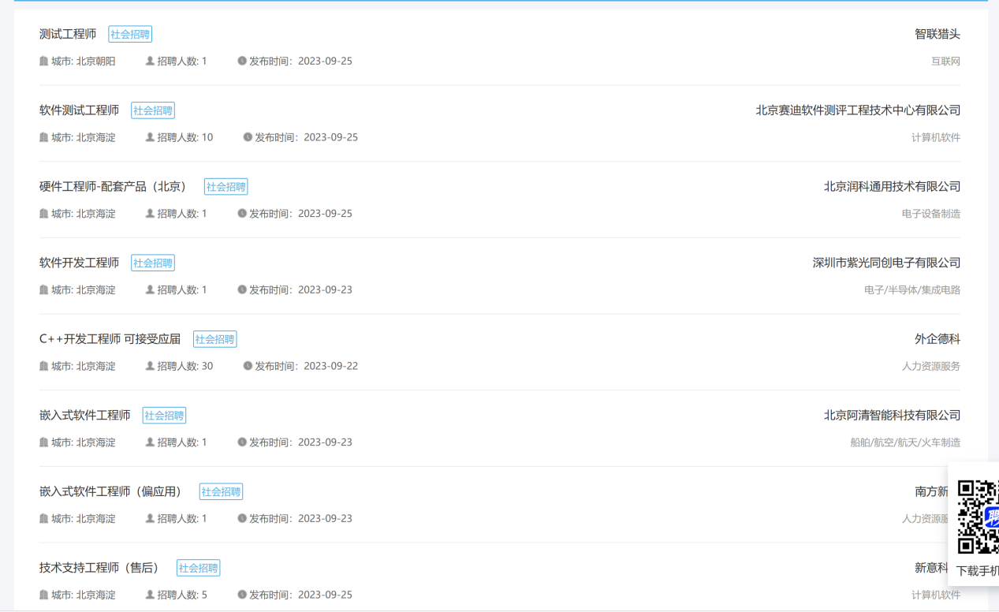 测试工程师 社会招聘 智联猎头
城市: 北京朝阳 招聘人数: 1 发布时间：2023-09-25 互联网
软件测试工程师 社会招聘 北京赛迪软件测评工程技术中心有限公司
城市: 北京海淀 招聘人数: 10 发布时间：2023-09-25 计算机软件
硬件工程师-配套产品（北京） 社会招聘 北京润科通用技术有限公司
城市: 北京海淀 招聘人数: 1 发布时间：2023-09-25 电子设备制造
软件开发工程师 社会招聘 深圳市紫光同创电子有限公司
城市: 北京海淀 招聘人数: 1 发布时间：2023-09-23 电子/半导体/集成电路
C++开发工程师 可接受应届 社会招聘 外企德科
城市: 北京海淀 招聘人数: 30 发布时间：2023-09-22 人力资源服务
嵌入式软件工程师 社会招聘 北京阿清智能科技有限公司
城市: 北京海淀 招聘人数: 1 发布时间：2023-09-23 船舶/航空/航天/火车制造
嵌入式软件工程师（偏应用） 社会招聘 南方新
城市: 北京海淀 招聘人数: 1 发布时间：2023-09-23 人力资源服
技术支持工程师（售后） 社会招聘 新意科
下载手机
城市: 北京海淀 招聘人数: 5 发布时间：2023-09-25 计算机软件